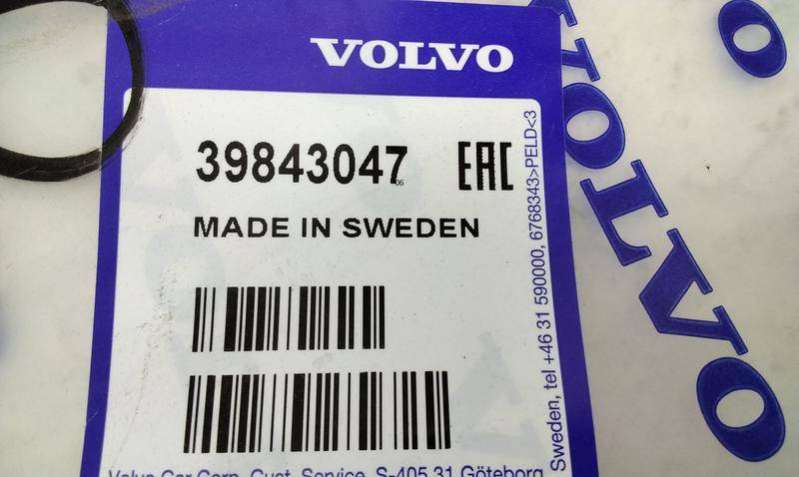 VOLVO
39843047 EAC
06
MADE IN SWEDEN
Volvo Car Corp. Cust. Service, S-405 31 Göteborg
Sweden, tel +46 31 590000, 6768343>PELD<3
VOLVO